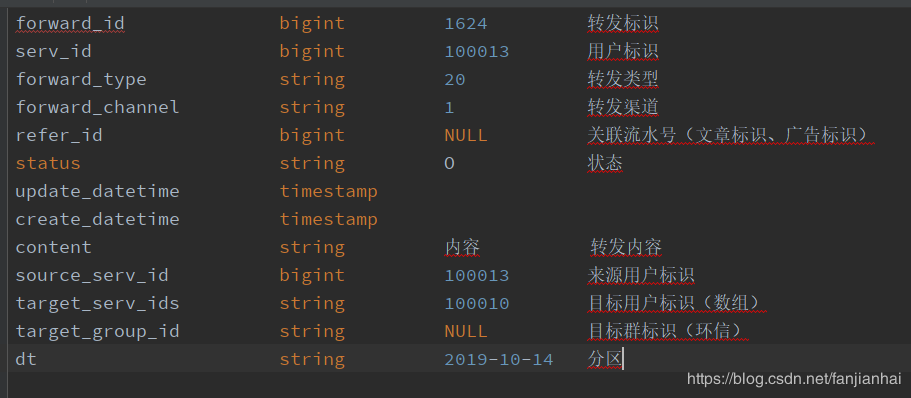 forward_id bigint 1624 转发标识
serv_id bigint 100013 用户标识
forward_type string 20 转发类型
forward_channel string 1 转发渠道
refer_id bigint NULL 关联流水号（文章标识、广告标识）
status string O 状态
update_datetime timestamp
create_datetime timestamp
content string 内容 转发内容
source_serv_id bigint 100013 来源用户标识
target_serv_ids string 100010 目标用户标识（数组）
target_group_id string NULL 目标群标识（环信）
dt string 2019-10-14 分区
https://blog.csdn.net/fanjianhai